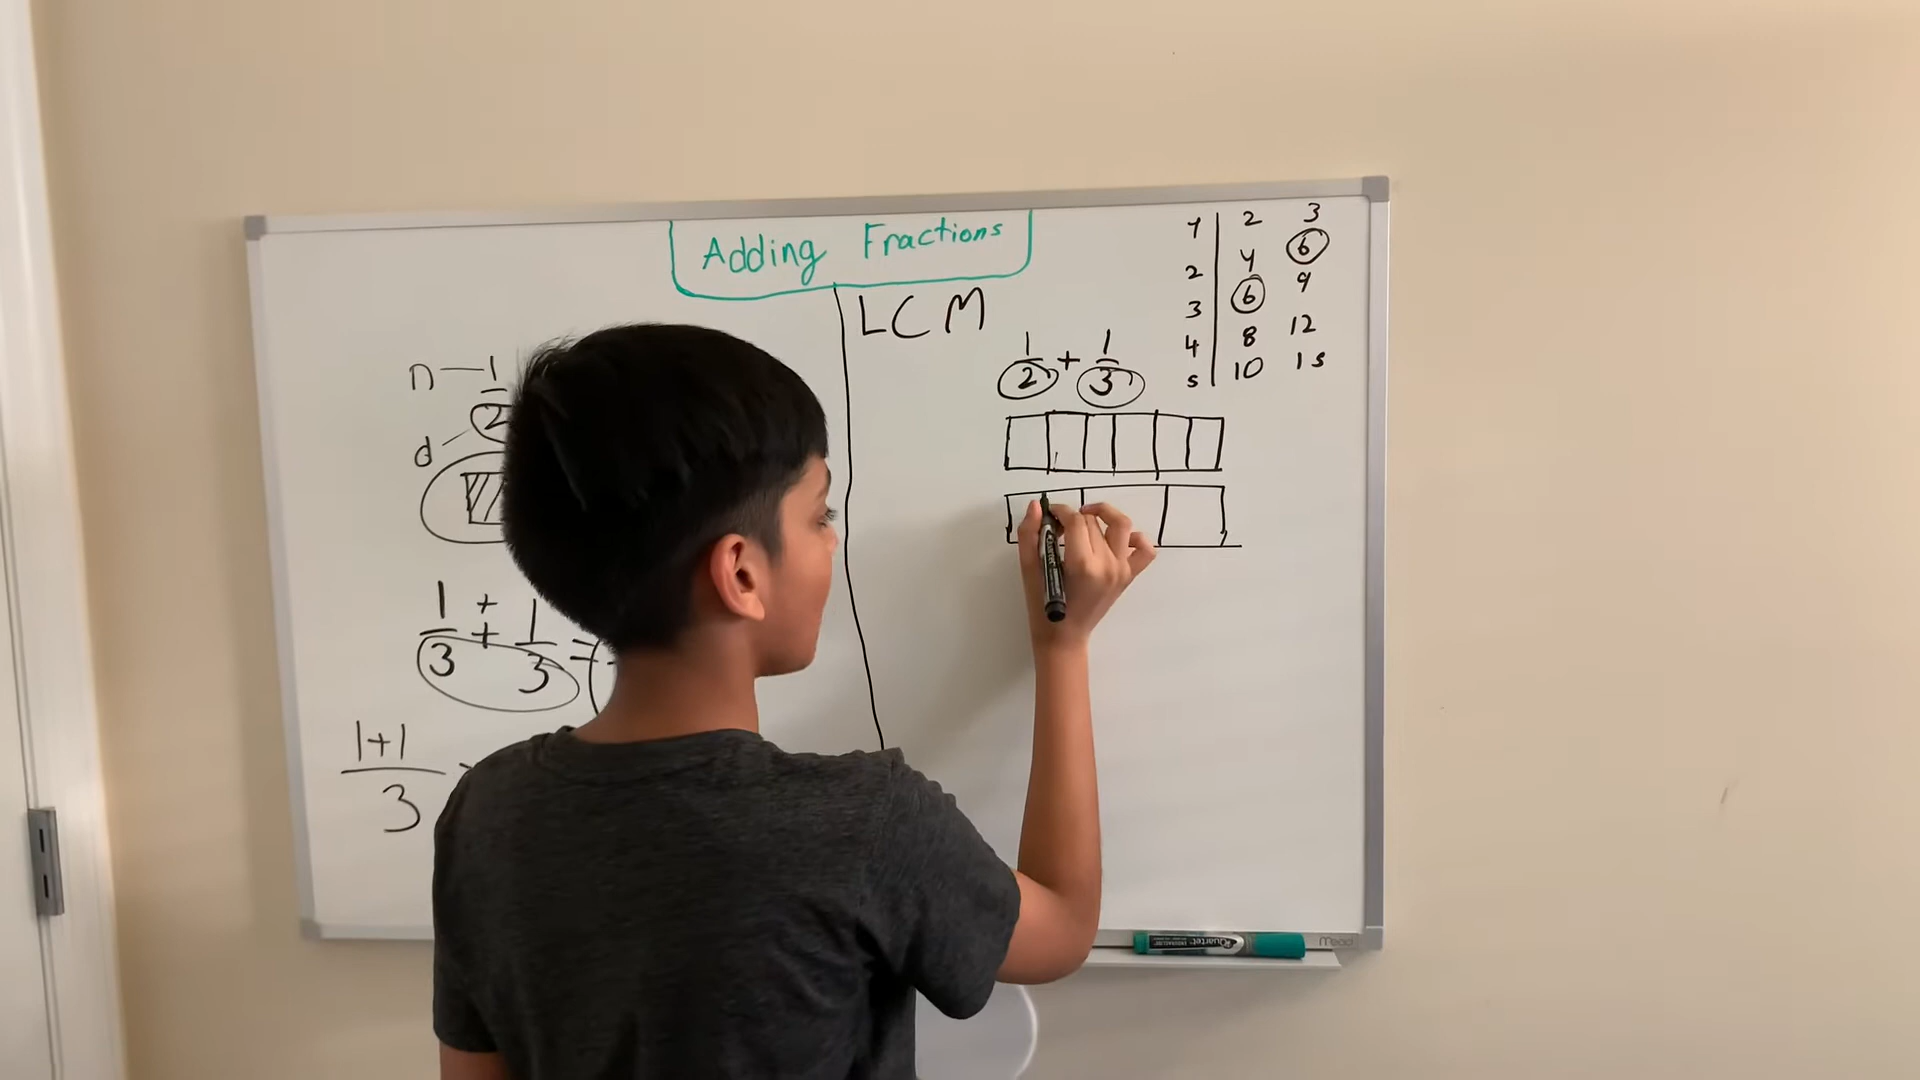 Adding Fractions
n — 1
2
d
1 + 1
3 + 3 =
1+1
3
LCM
1 + 1
2 3
1 2 3
2 4 6
3 6 9
4 8 12
5 10 15
Quartet
Mead